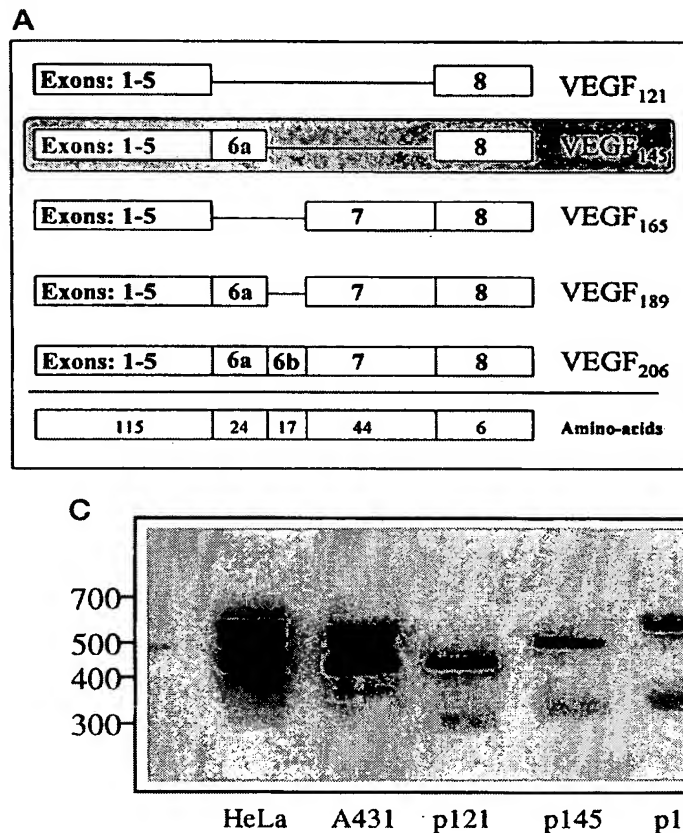 A
Exons: 1-5 8 VEGF121
Exons: 1-5 6a 8 VEGF145
Exons: 1-5 7 8 VEGF165
Exons: 1-5 6a 7 8 VEGF189
Exons: 1-5 6a 6b 7 8 VEGF206
115 24 17 44 6 Amino-acids
C
700
500
400
300
HeLa A431 p121 p145 p1